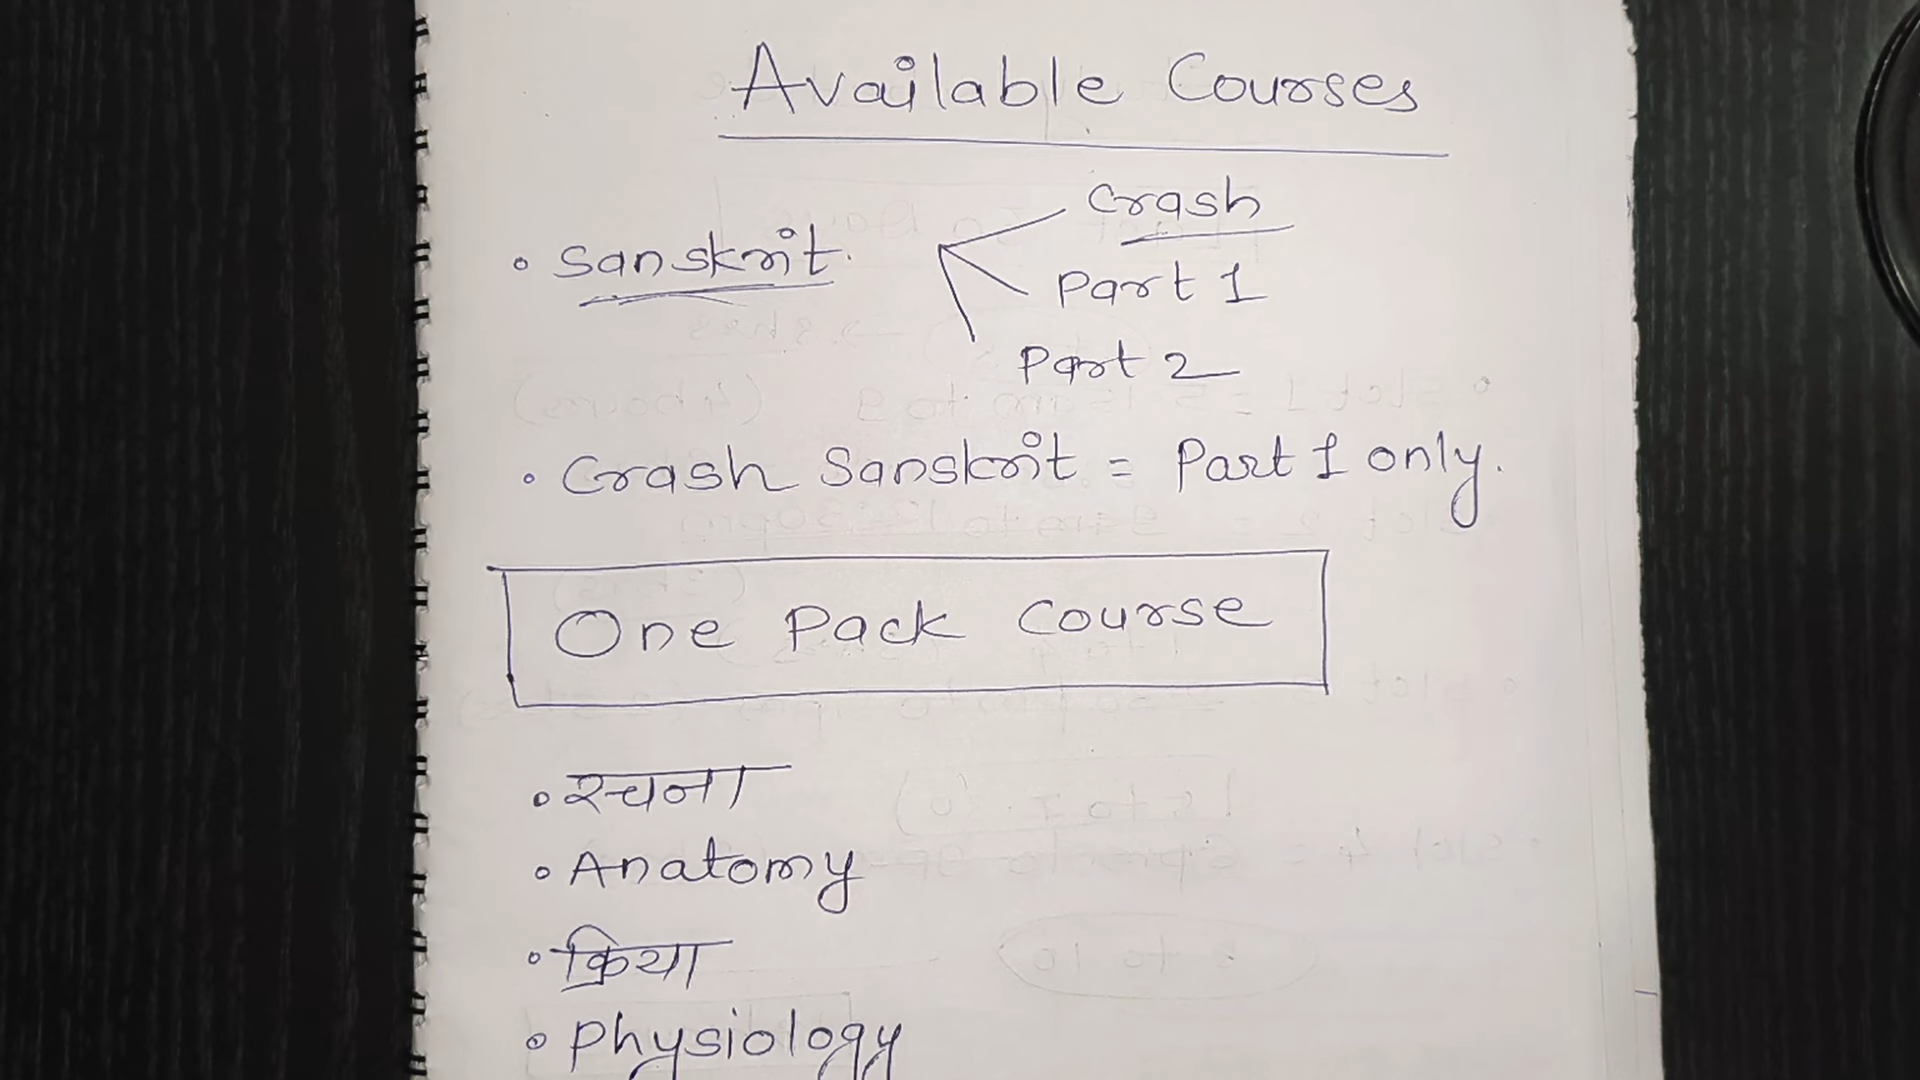 Available Courses
Crash
• Sanskrit.
Part 1
Part 2
• Crash Sanskrit = Part 1 only.
One Pack Course
• रचना
• Anatomy
• क्रिया
• Physiology